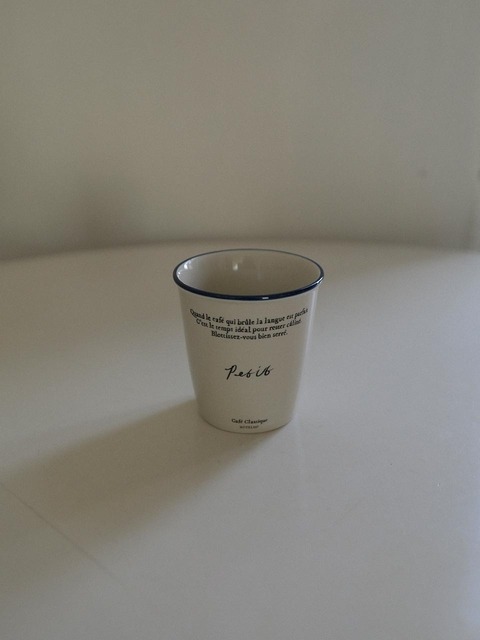 Quand le café qui brûle la langue est parfait
C'est le temps idéal pour rester câliné.
Blottissez-vous bien serré.
Petit
Café Classique